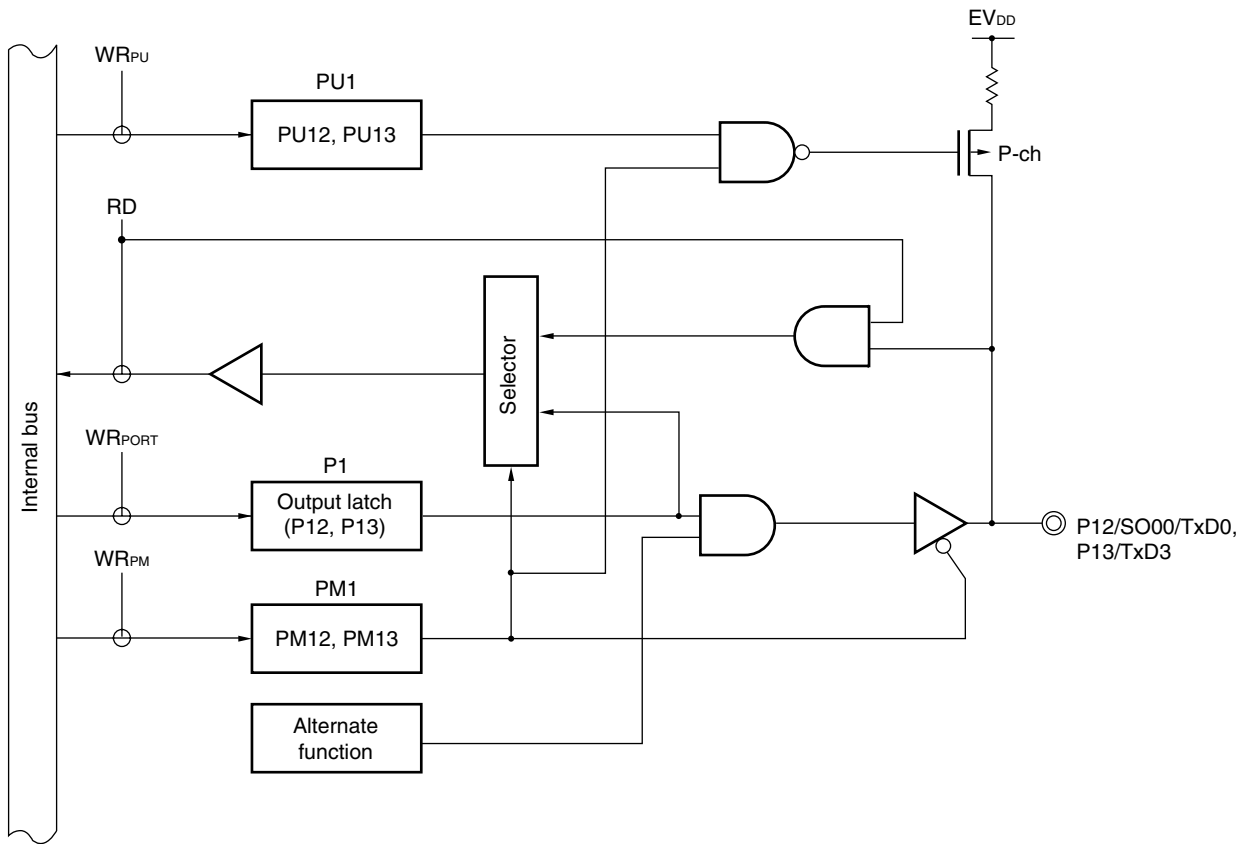 EVDD
WRPU
PU1
PU12, PU13
P-ch
RD
Selector
Internal bus
WRPORT
P1
Output latch
(P12, P13)
P12/SO00/TxD0,
P13/TxD3
WRPM
PM1
PM12, PM13
Alternate
function